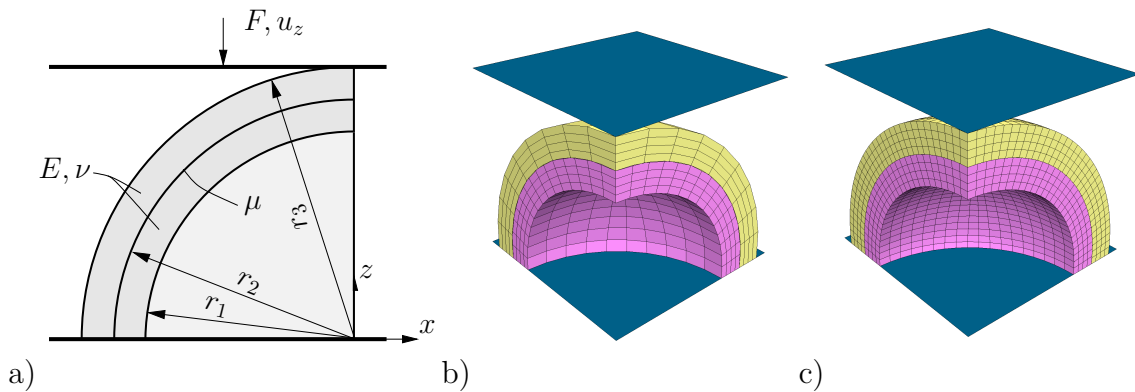 F, u_z
E, ν
μ
r_3
r_2
r_1
z
x
a)
b)
c)